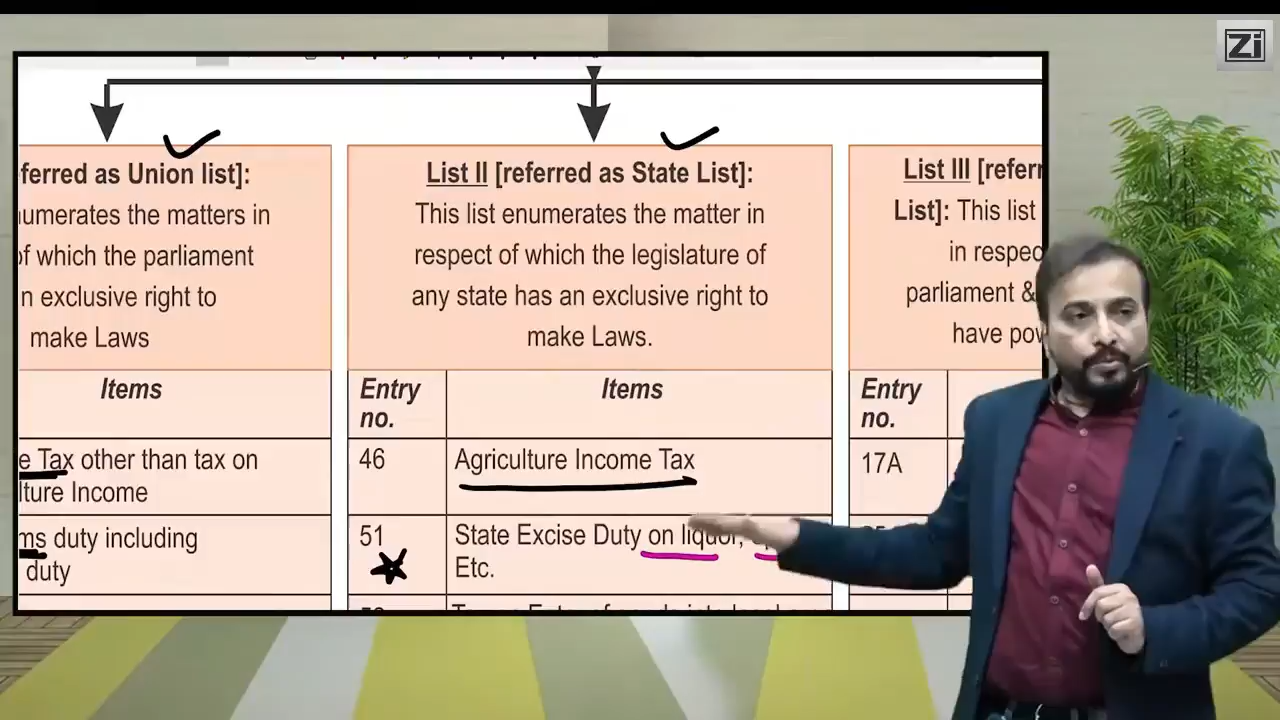 Zi
ferred as Union list]:
numerates the matters in
of which the parliament
n exclusive right to
make Laws
Items
e Tax other than tax on
lture Income
ms duty including
duty
List II [referred as State List]:
This list enumerates the matter in
respect of which the legislature of
any state has an exclusive right to
make Laws.
Entry no.
Items
46
Agriculture Income Tax
51
State Excise Duty on liquor,
Etc.
List III [referr
List]: This list
in respec
parliament &
have pow
Entry no.
17A